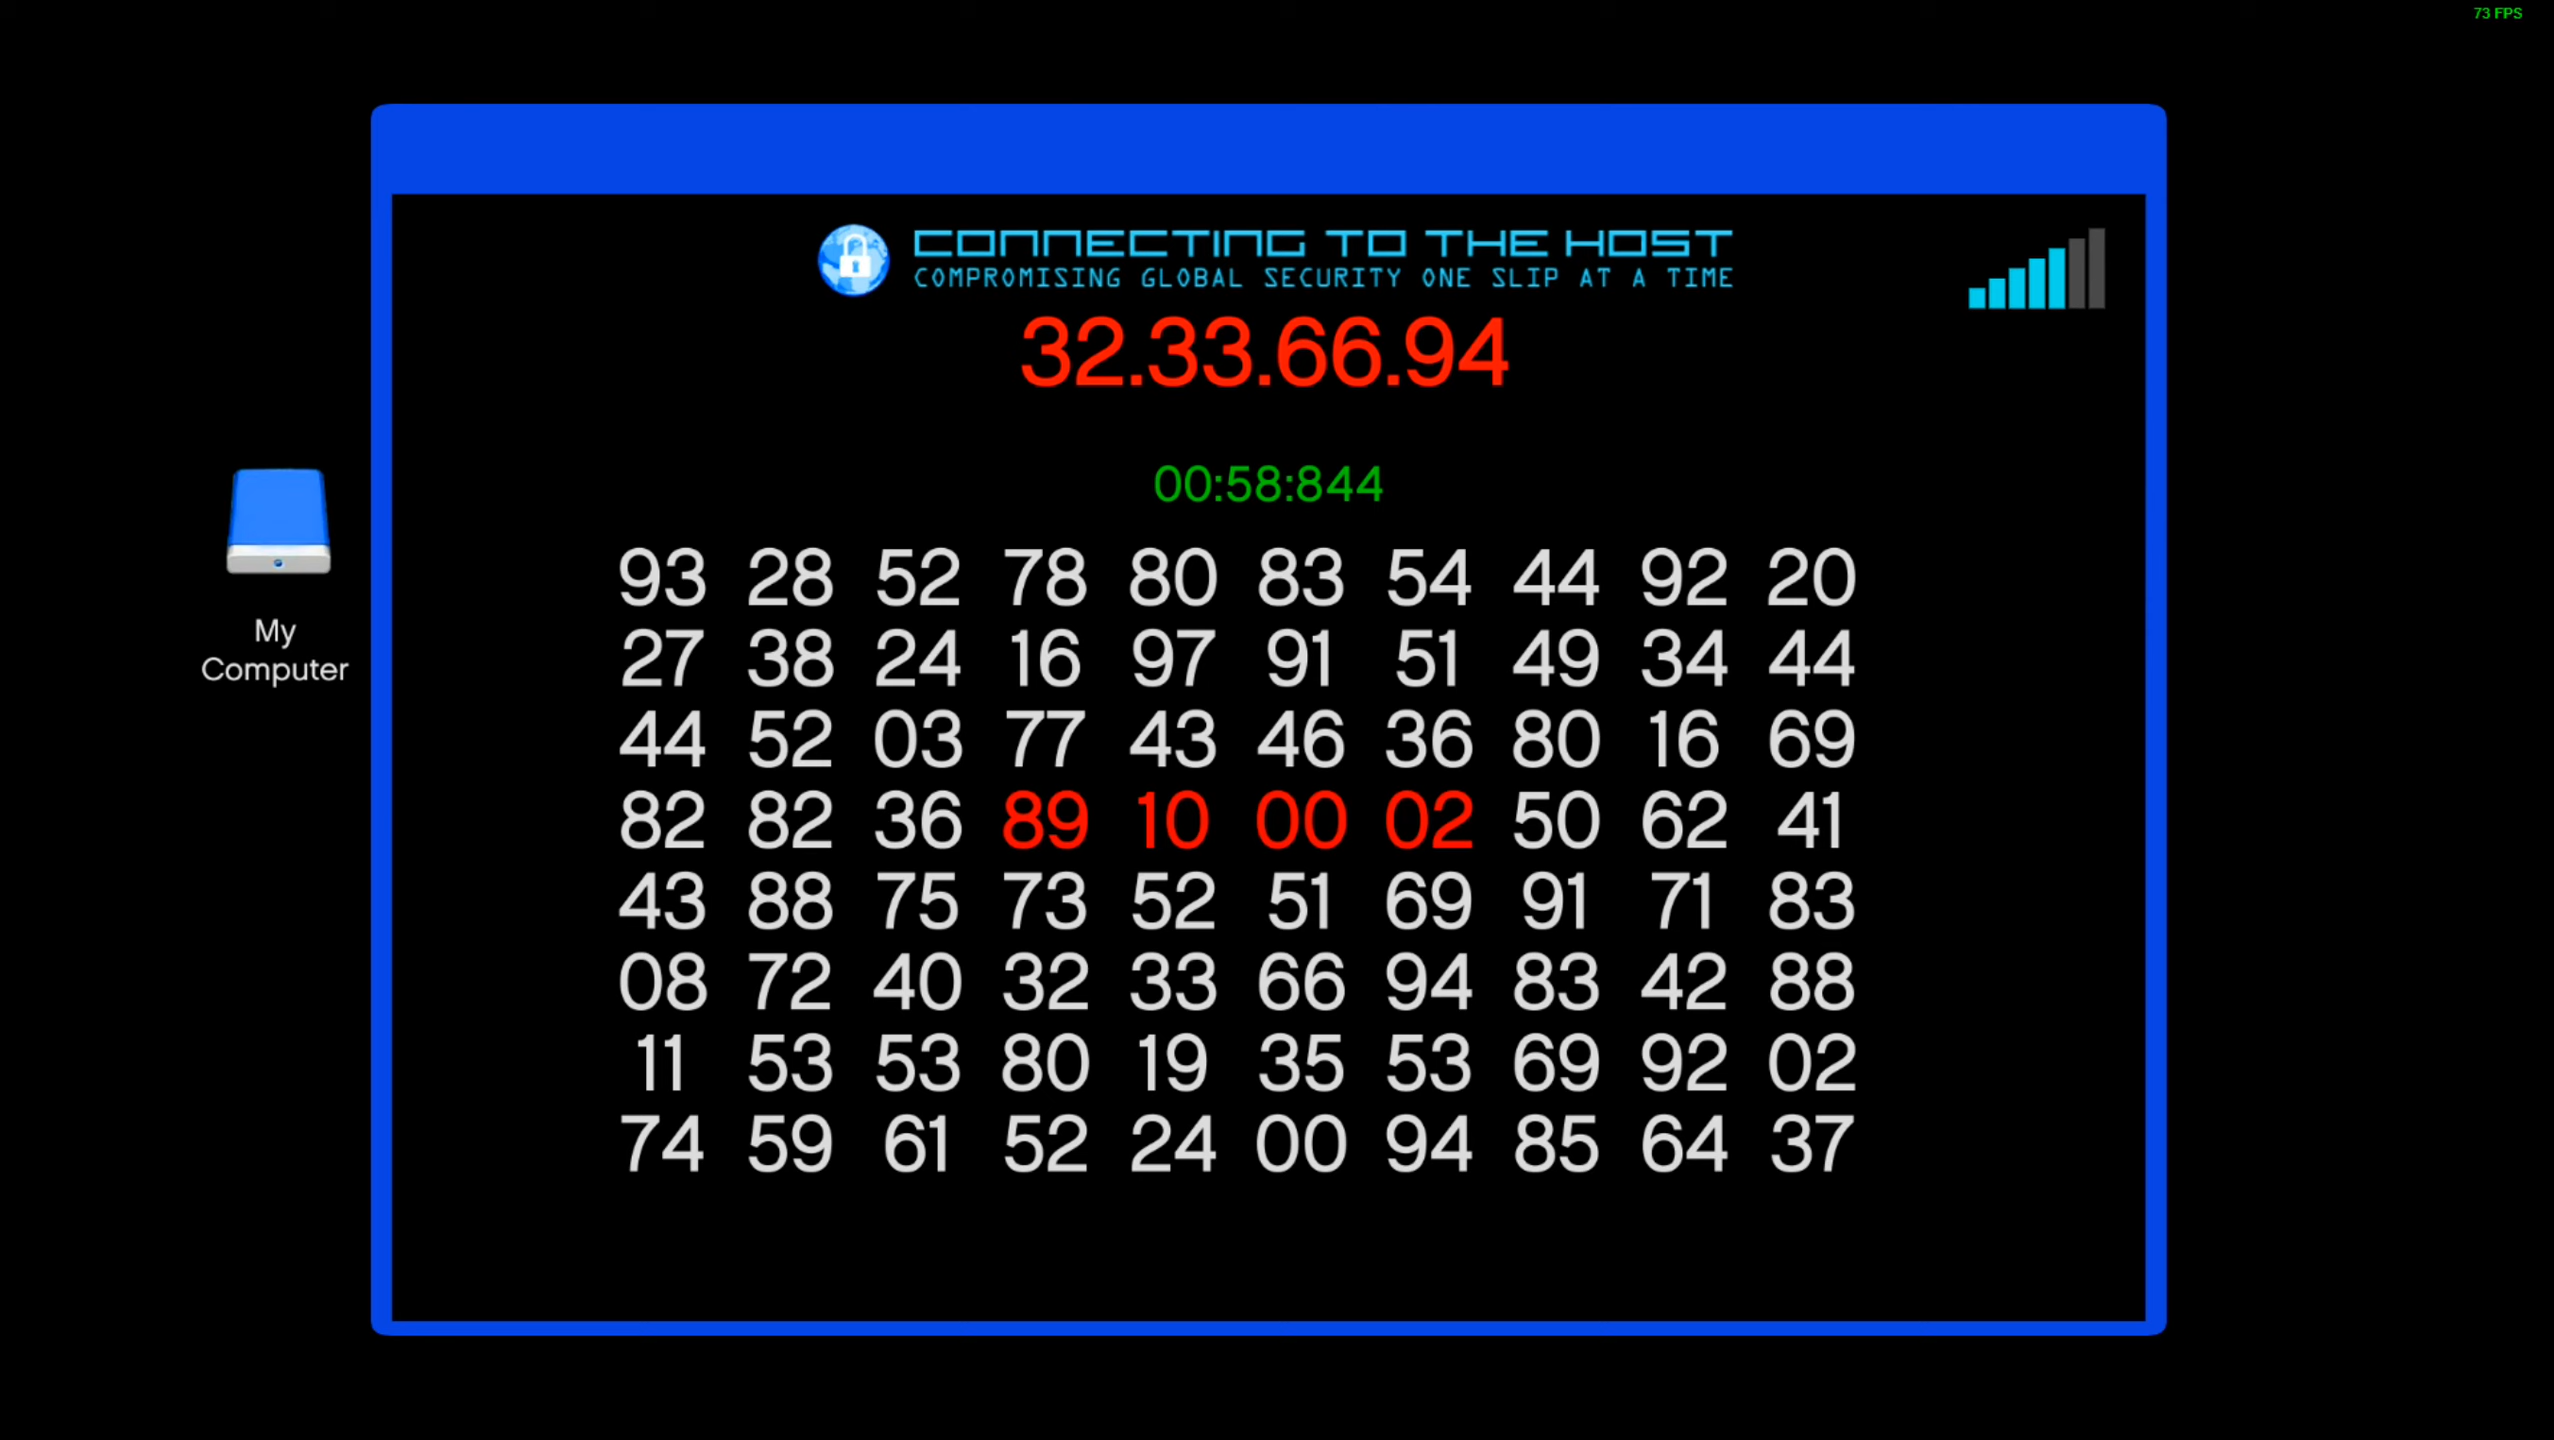 73 FPS
CONNECTING TO THE HOST
COMPROMISING GLOBAL SECURITY ONE SLIP AT A TIME
32.33.66.94
00:58:844
93 28 52 78 80 83 54 44 92 20
27 38 24 16 97 91 51 49 34 44
44 52 03 77 43 46 36 80 16 69
82 82 36 89 10 00 02 50 62 41
43 88 75 73 52 51 69 91 71 83
08 72 40 32 33 66 94 83 42 88
11 53 53 80 19 35 53 69 92 02
74 59 61 52 24 00 94 85 64 37
My
Computer